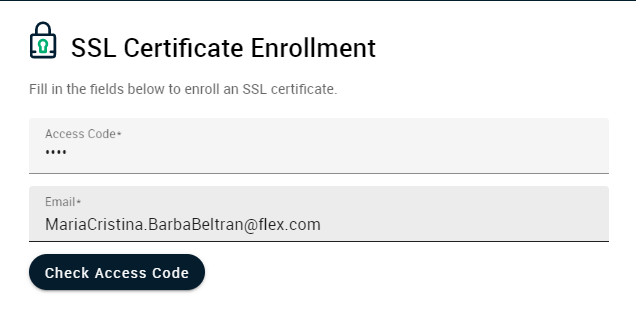 SSL Certificate Enrollment
Fill in the fields below to enroll an SSL certificate.
Access Code*
••••
Email*
MariaCristina.BarbaBeltran@flex.com
Check Access Code